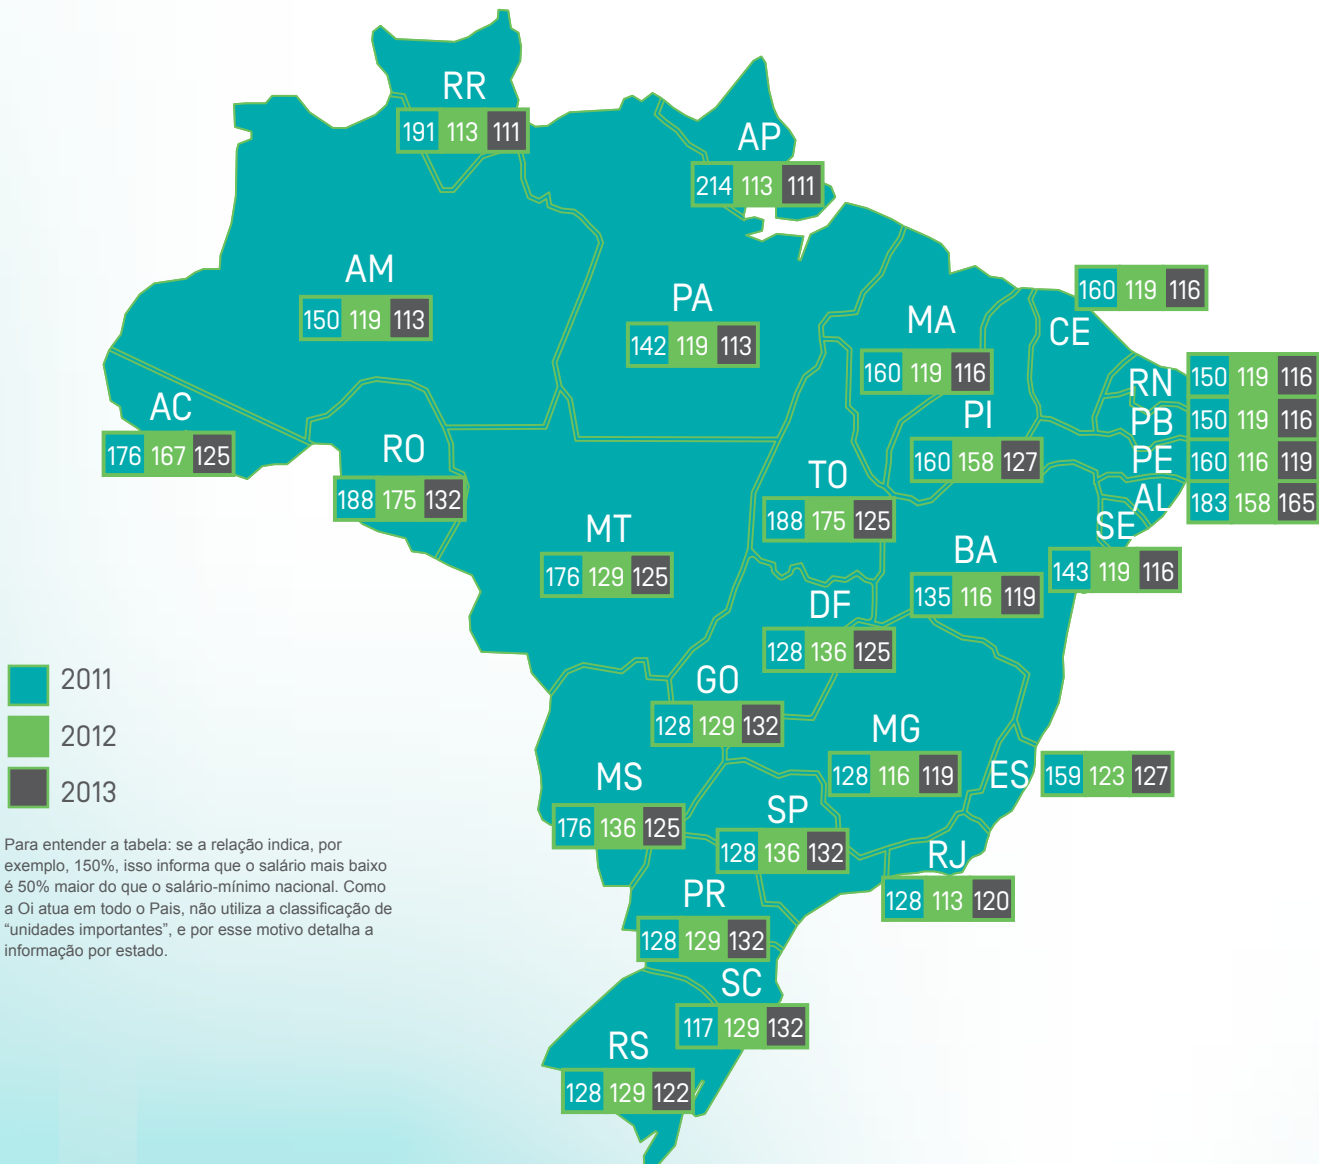 RR
191 113 111
AP
214 113 111
AM
150 119 113
PA
142 119 113
MA
160 119 116
160 119 116
CE
RN 150 119 116
PB 150 119 116
PE 160 116 119
AL 183 158 165
AC
176 167 125
RO
188 175 132
PI
160 158 127
TO
188 175 125
SE
143 119 116
MT
176 129 125
BA
135 116 119
DF
128 136 125
GO
128 129 132
MG
128 116 119
ES 159 123 127
MS
176 136 125
SP
128 136 132
RJ
128 113 120
PR
128 129 132
SC
117 129 132
RS
128 129 122
2011
2012
2013
Para entender a tabela: se a relação indica, por
exemplo, 150%, isso informa que o salário mais baixo
é 50% maior do que o salário-mínimo nacional. Como
a Oi atua em todo o Pais, não utiliza a classificação de
“unidades importantes”, e por esse motivo detalha a
informação por estado.